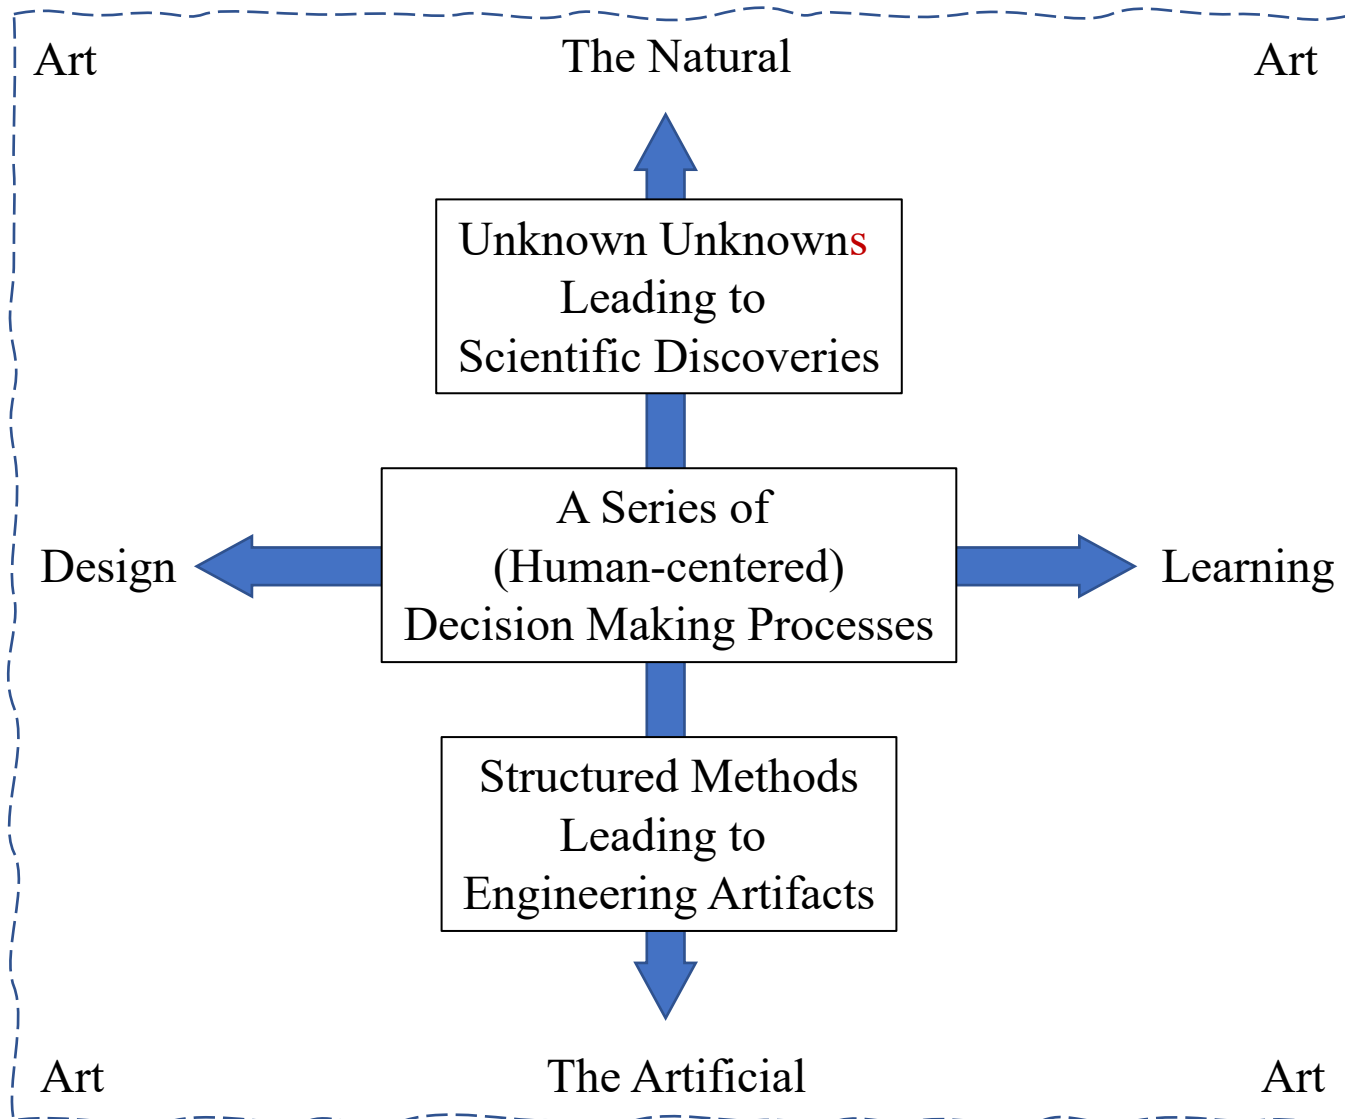 Art
The Natural
Art
Unknown Unknowns
Leading to
Scientific Discoveries
A Series of
(Human-centered)
Decision Making Processes
Design
Learning
Structured Methods
Leading to
Engineering Artifacts
Art
The Artificial
Art